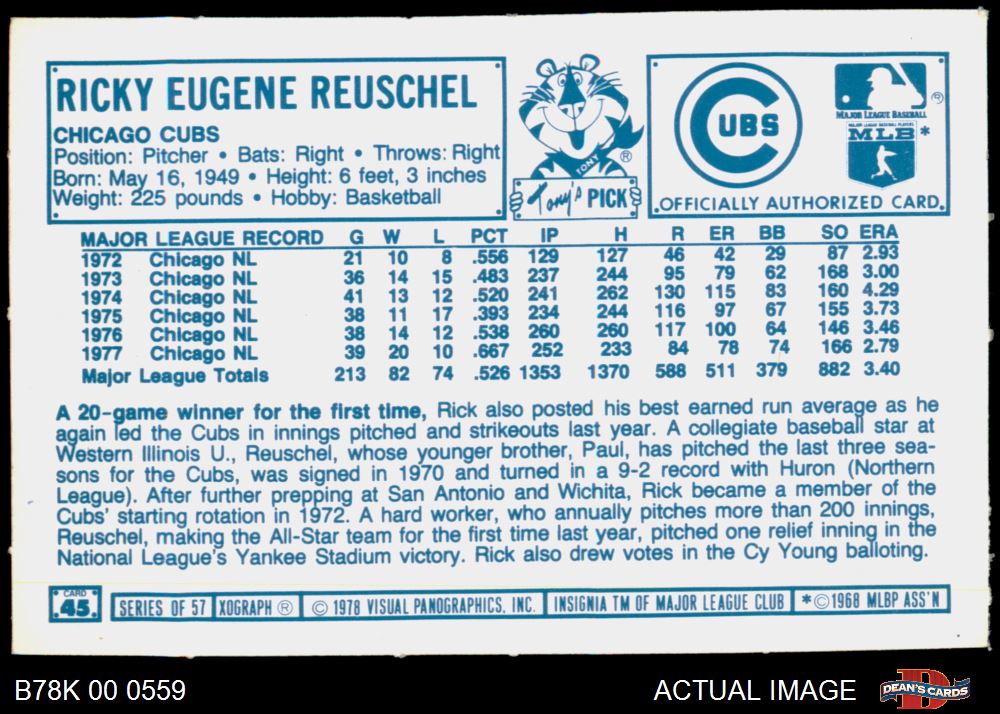 RICKY EUGENE REUSCHEL
CHICAGO CUBS
Position: Pitcher • Bats: Right • Throws: Right
Born: May 16, 1949 • Height: 6 feet, 3 inches
Weight: 225 pounds • Hobby: Basketball
TONY ®
Tony's PICK
CUBS
®
MAJOR LEAGUE BASEBALL
MAJOR LEAGUE BASEBALL PLAYERS
MLB *
OFFICIALLY AUTHORIZED CARD
MAJOR LEAGUE RECORD G W L PCT IP H R ER BB SO ERA
1972 Chicago NL 21 10 8 .556 129 127 46 42 29 87 2.93
1973 Chicago NL 36 14 15 .483 237 244 95 79 62 168 3.00
1974 Chicago NL 41 13 12 .520 241 262 130 115 83 160 4.29
1975 Chicago NL 38 11 17 .393 234 244 116 97 67 155 3.73
1976 Chicago NL 38 14 12 .538 260 260 117 100 64 146 3.46
1977 Chicago NL 39 20 10 .667 252 233 84 78 74 166 2.79
Major League Totals 213 82 74 .526 1353 1370 588 511 379 882 3.40
A 20-game winner for the first time, Rick also posted his best earned run average as he
again led the Cubs in innings pitched and strikeouts last year. A collegiate baseball star at
Western Illinois U., Reuschel, whose younger brother, Paul, has pitched the last three sea-
sons for the Cubs, was signed in 1970 and turned in a 9-2 record with Huron (Northern
League). After further prepping at San Antonio and Wichita, Rick became a member of the
Cubs' starting rotation in 1972. A hard worker, who annually pitches more than 200 innings,
Reuschel, making the All-Star team for the first time last year, pitched one relief inning in the
National League's Yankee Stadium victory. Rick also drew votes in the Cy Young balloting.
CARD
45
SERIES OF 57 XOGRAPH ® © 1978 VISUAL PANOGRAPHICS, INC. INSIGNIA TM OF MAJOR LEAGUE CLUB *©1968 MLBP ASS'N
B78K 00 0559 ACTUAL IMAGE DEAN'S CARDS